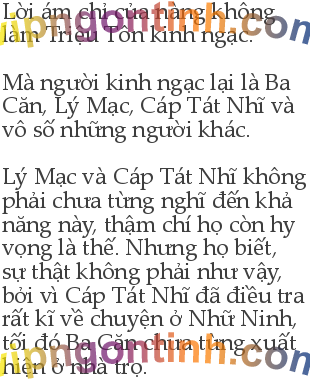 Lời ám chỉ của nàng không
làm Triệu Tôn kinh ngạc.
Mà người kinh ngạc lại là Ba
Căn, Lý Mạc, Cáp Tát Nhĩ và
vô số những người khác.
Lý Mạc và Cáp Tát Nhĩ không
phải chưa từng nghĩ đến khả
năng này, thậm chí họ còn hy
vọng là thế. Nhưng họ biết,
sự thật không phải như vậy,
bởi vì Cáp Tát Nhĩ đã điều tra
rất kĩ về chuyện ở Nhữ Ninh,
tối đó Ba Căn chưa từng xuất
hiện ở nhà trọ.